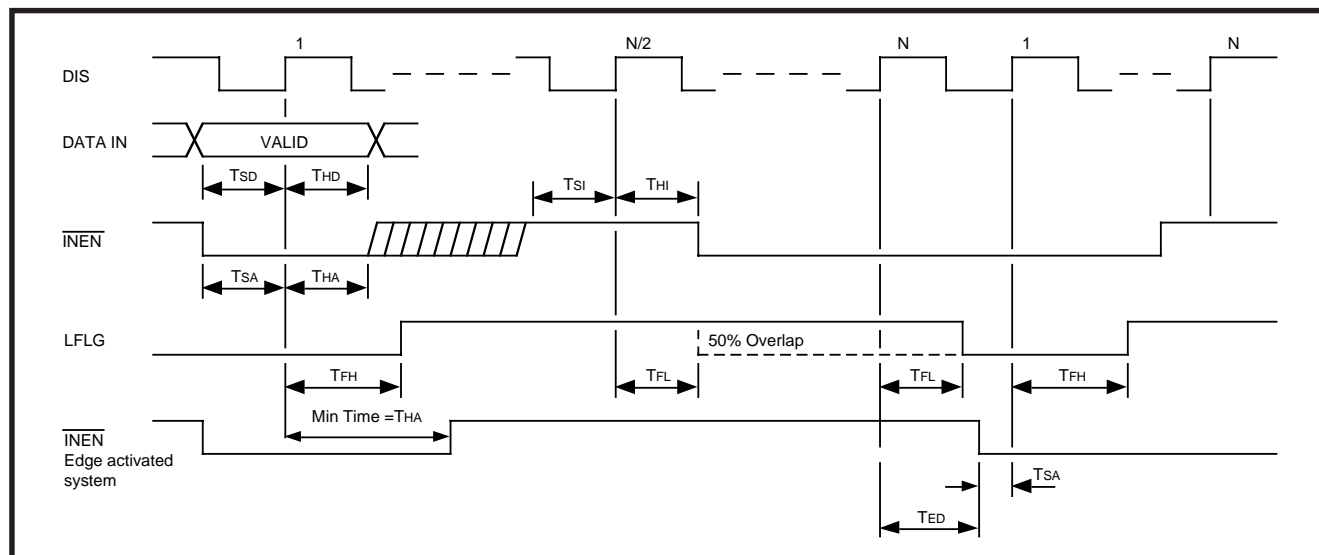 1 N/2 N 1 N
DIS
DATA IN VALID
TSD THD TSI THI
INEN
TSA THA
LFLG 50% Overlap
TFH TFL TFL TFH
Min Time =THA
INEN
Edge activated
system
TSA
TED